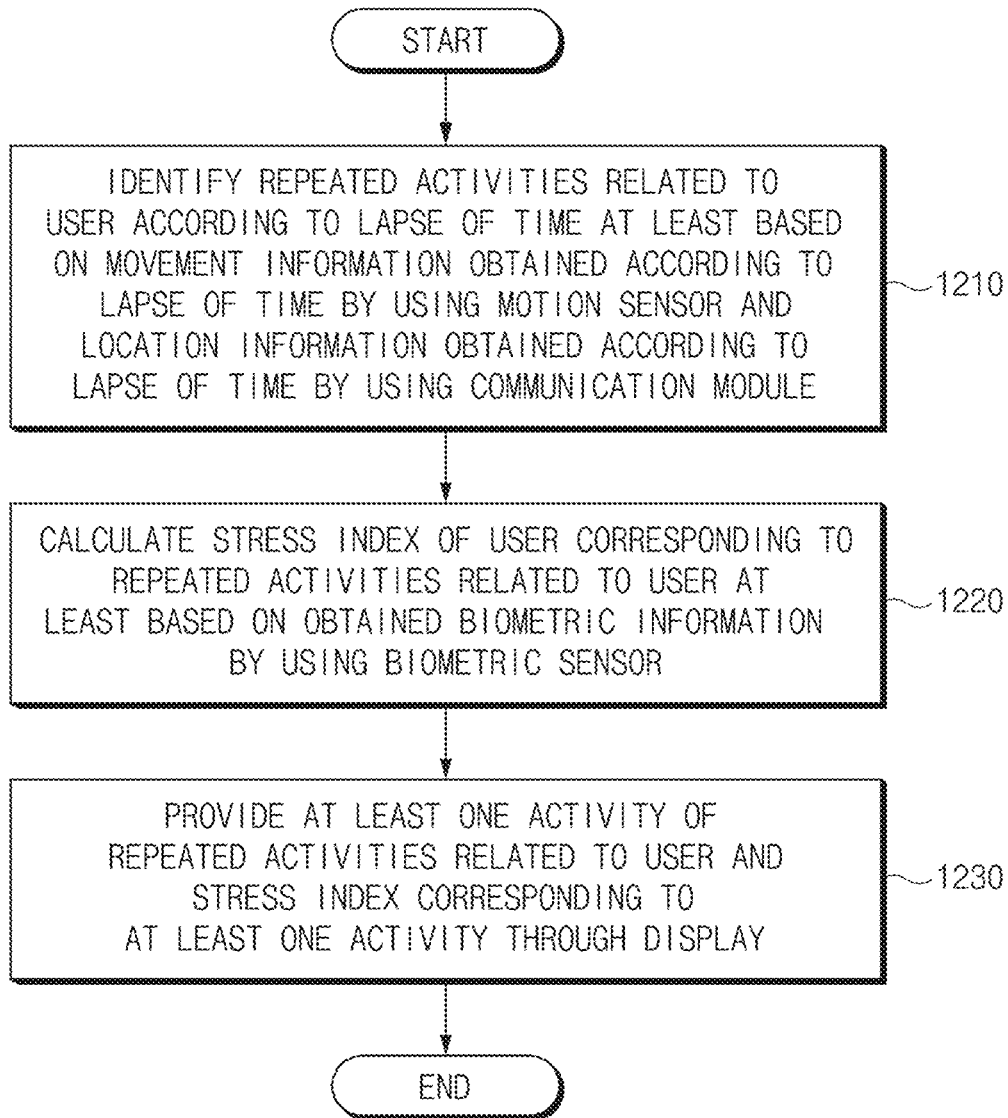 START
IDENTIFY REPEATED ACTIVITIES RELATED TO
USER ACCORDING TO LAPSE OF TIME AT LEAST BASED
ON MOVEMENT INFORMATION OBTAINED ACCORDING TO
LAPSE OF TIME BY USING MOTION SENSOR AND
LOCATION INFORMATION OBTAINED ACCORDING TO
LAPSE OF TIME BY USING COMMUNICATION MODULE
1210
CALCULATE STRESS INDEX OF USER CORRESPONDING TO
REPEATED ACTIVITIES RELATED TO USER AT
LEAST BASED ON OBTAINED BIOMETRIC INFORMATION
BY USING BIOMETRIC SENSOR
1220
PROVIDE AT LEAST ONE ACTIVITY OF
REPEATED ACTIVITIES RELATED TO USER AND
STRESS INDEX CORRESPONDING TO
AT LEAST ONE ACTIVITY THROUGH DISPLAY
1230
END